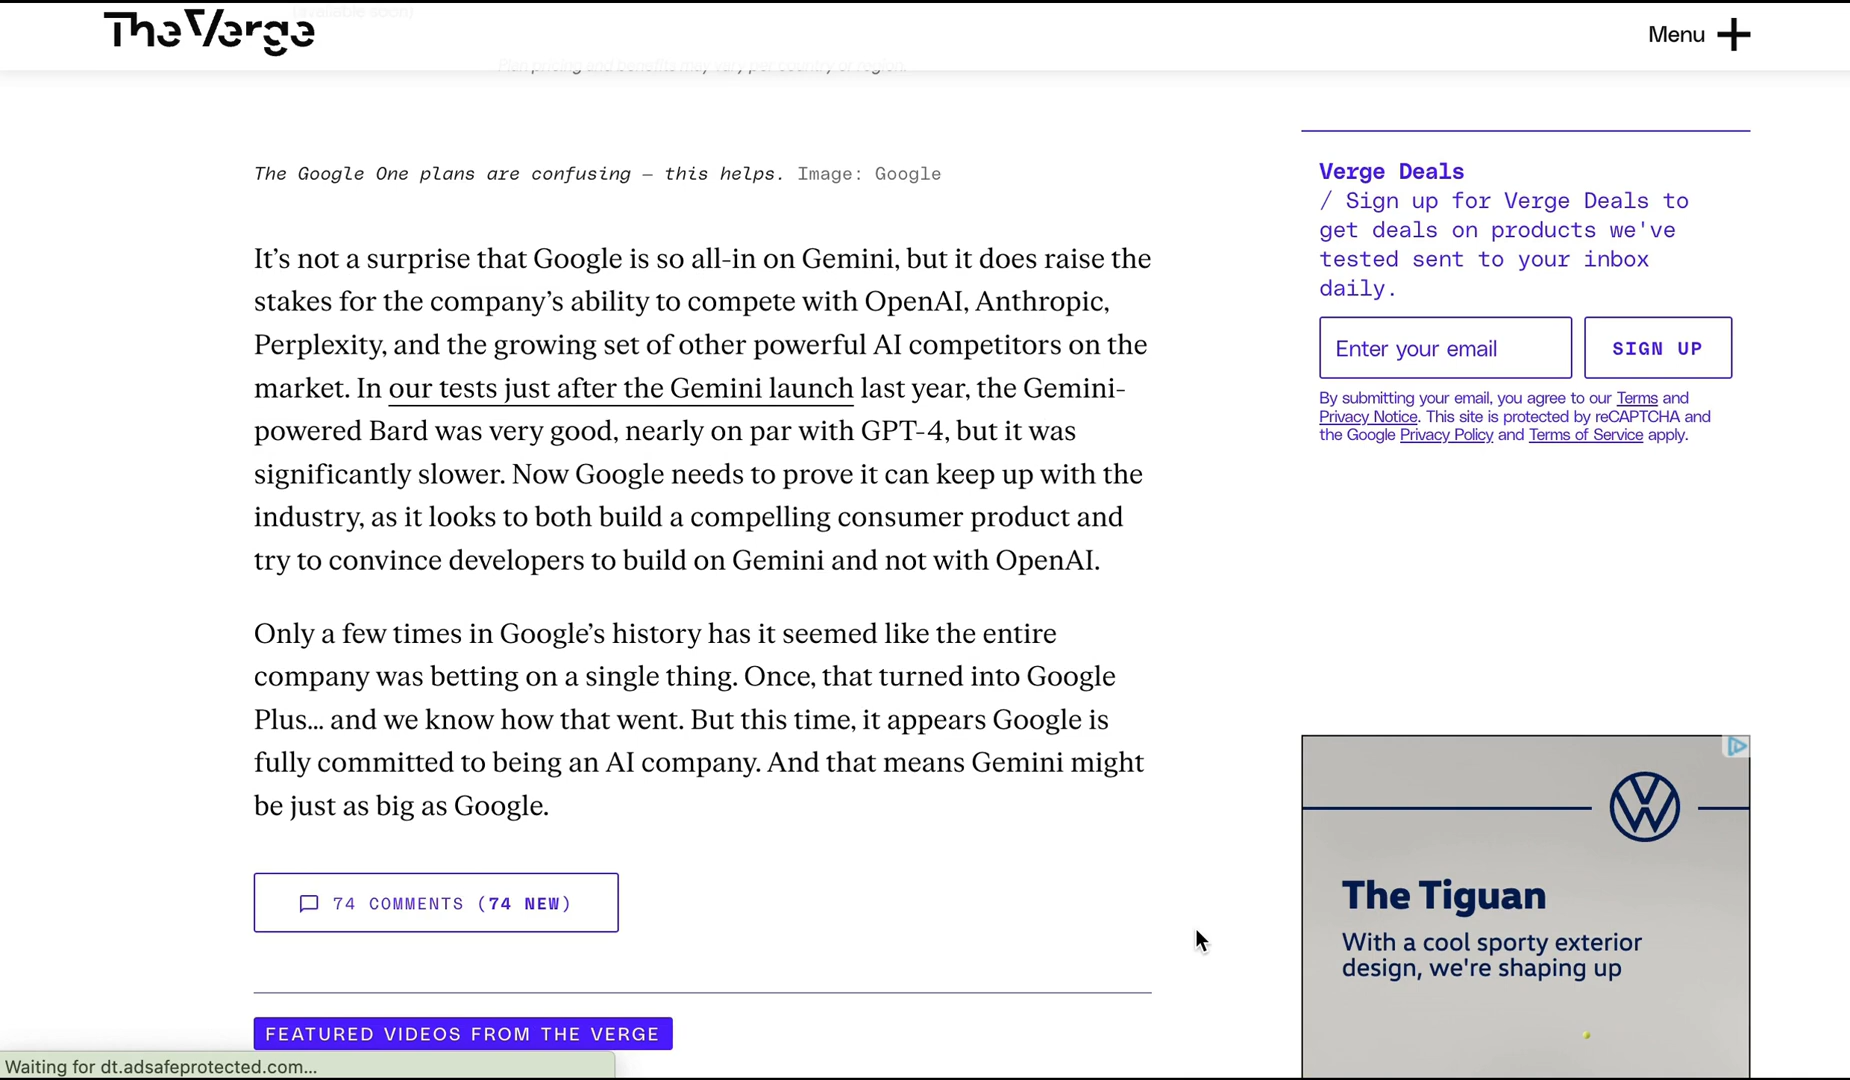 (available soon)
The Verge
Menu
Plan pricing and benefits may vary per country or region.
The Google One plans are confusing — this helps. Image: Google
It’s not a surprise that Google is so all-in on Gemini, but it does raise the
stakes for the company’s ability to compete with OpenAI, Anthropic,
Perplexity, and the growing set of other powerful AI competitors on the
market. In our tests just after the Gemini launch last year, the Gemini-
powered Bard was very good, nearly on par with GPT-4, but it was
significantly slower. Now Google needs to prove it can keep up with the
industry, as it looks to both build a compelling consumer product and
try to convince developers to build on Gemini and not with OpenAI.
Only a few times in Google’s history has it seemed like the entire
company was betting on a single thing. Once, that turned into Google
Plus… and we know how that went. But this time, it appears Google is
fully committed to being an AI company. And that means Gemini might
be just as big as Google.
74 COMMENTS (74 NEW)
FEATURED VIDEOS FROM THE VERGE
Verge Deals
/ Sign up for Verge Deals to
get deals on products we've
tested sent to your inbox
daily.
Enter your email
SIGN UP
By submitting your email, you agree to our Terms and
Privacy Notice. This site is protected by reCAPTCHA and
the Google Privacy Policy and Terms of Service apply.
The Tiguan
With a cool sporty exterior
design, we're shaping up
Waiting for dt.adsafeprotected.com...